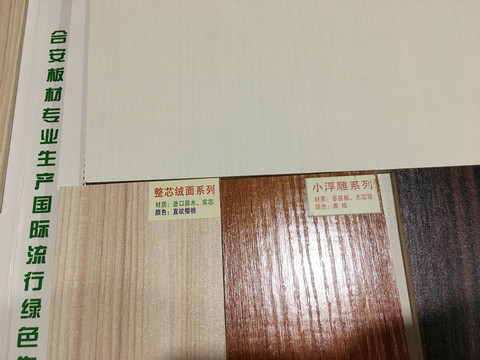 合安板材专业生产国际流行绿色
整芯绒面系列
材质：进口原木、实芯
颜色：直纹樱桃
小浮雕系列
颜色：